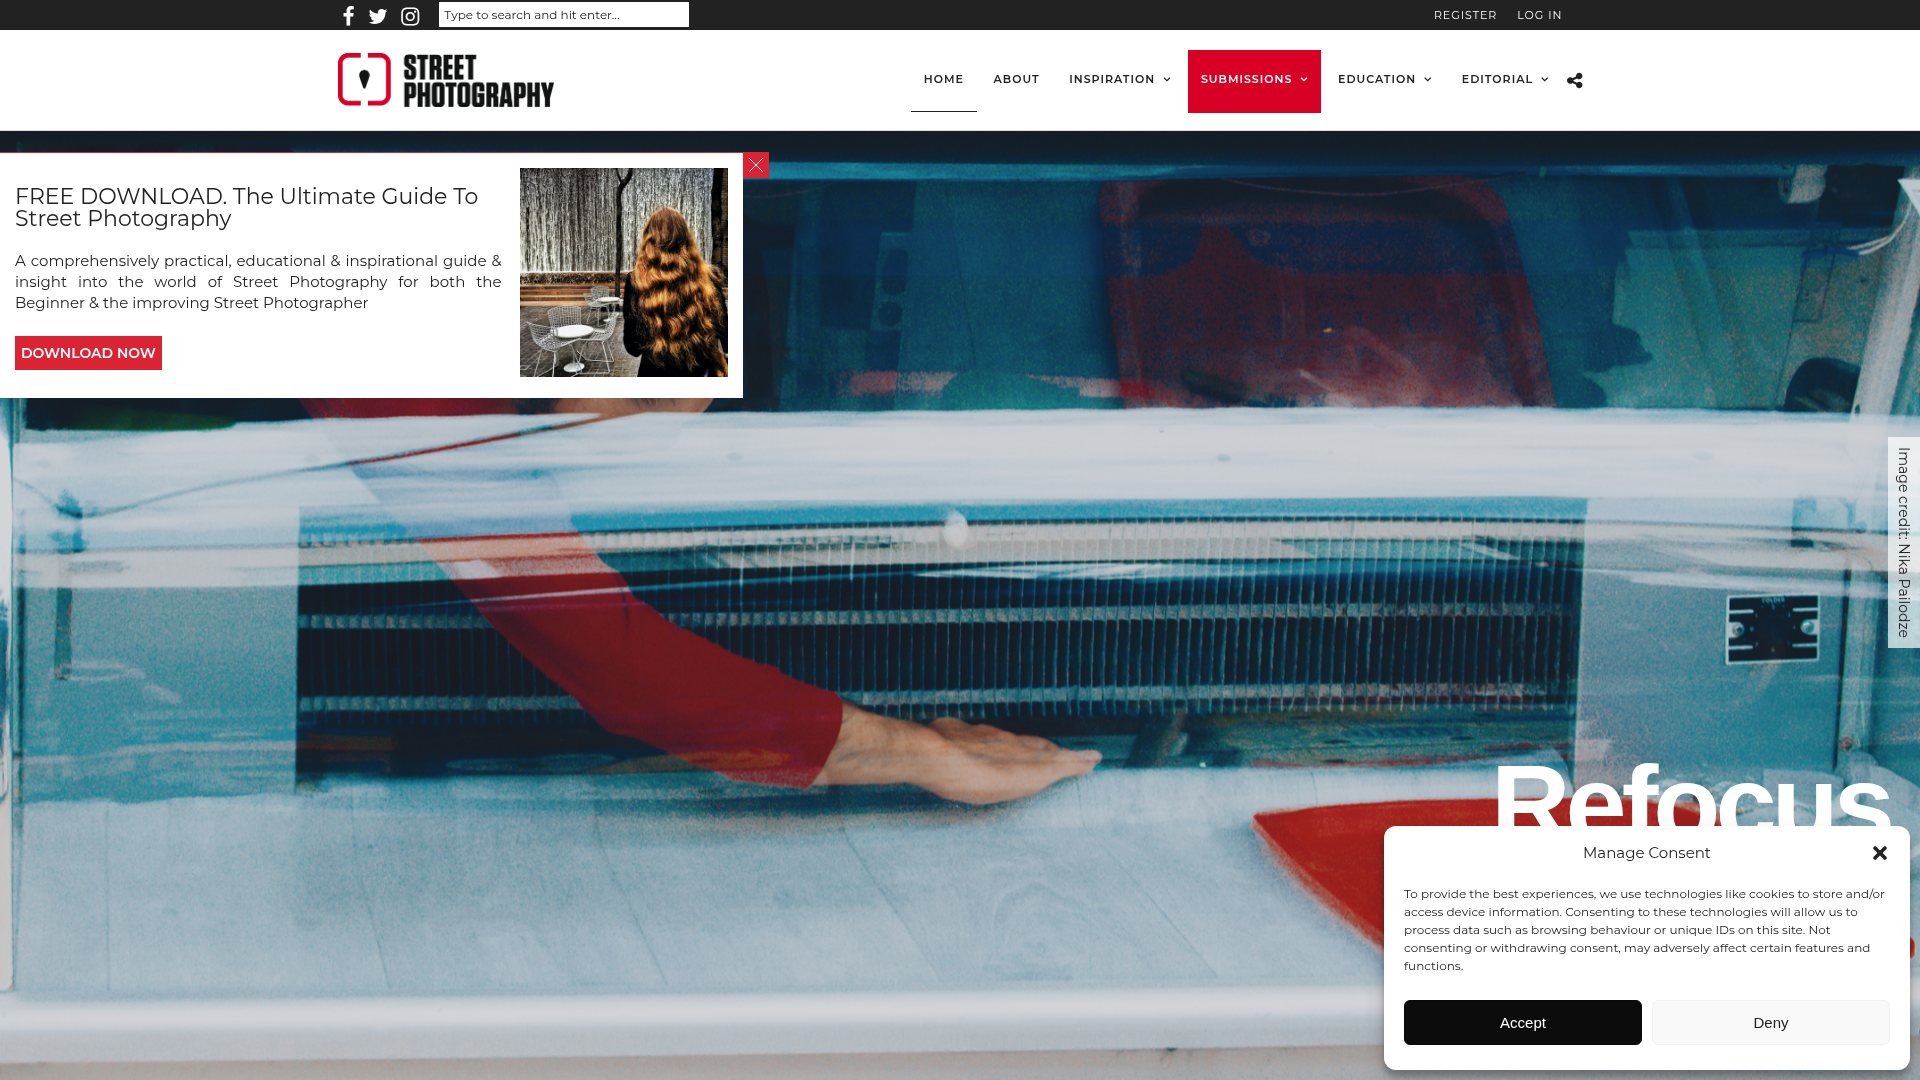 Type to search and hit enter...
REGISTER
LOG IN
STREET
PHOTOGRAPHY
HOME
ABOUT
INSPIRATION
SUBMISSIONS
EDUCATION
EDITORIAL
FREE DOWNLOAD. The Ultimate Guide To
Street Photography
A comprehensively practical, educational & inspirational guide &
insight into the world of Street Photography for both the
Beginner & the improving Street Photographer
DOWNLOAD NOW
Image credit: Nika Pailodze
Refocus
Manage Consent
To provide the best experiences, we use technologies like cookies to store and/or
access device information. Consenting to these technologies will allow us to
process data such as browsing behaviour or unique IDs on this site. Not
consenting or withdrawing consent, may adversely affect certain features and
functions.
Accept
Deny